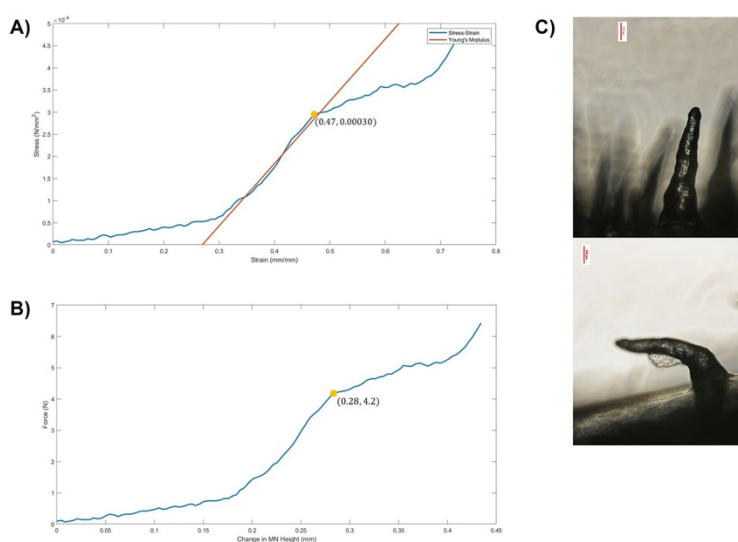 A)
5 ×10⁻⁴
Stress-Strain
Young's Modulus
4.5
4
3.5
3
(0.47, 0.00030)
2.5
2
1.5
1
0.5
0
Stress (N/mm²)
0 0.1 0.2 0.3 0.4 0.5 0.6 0.7 0.8
Strain (mm/mm)
B)
7
6
5
4
(0.28, 4.2)
3
2
1
0
Force (N)
0 0.05 0.1 0.15 0.2 0.25 0.3 0.35 0.4 0.45
Change in MN Height (mm)
C)